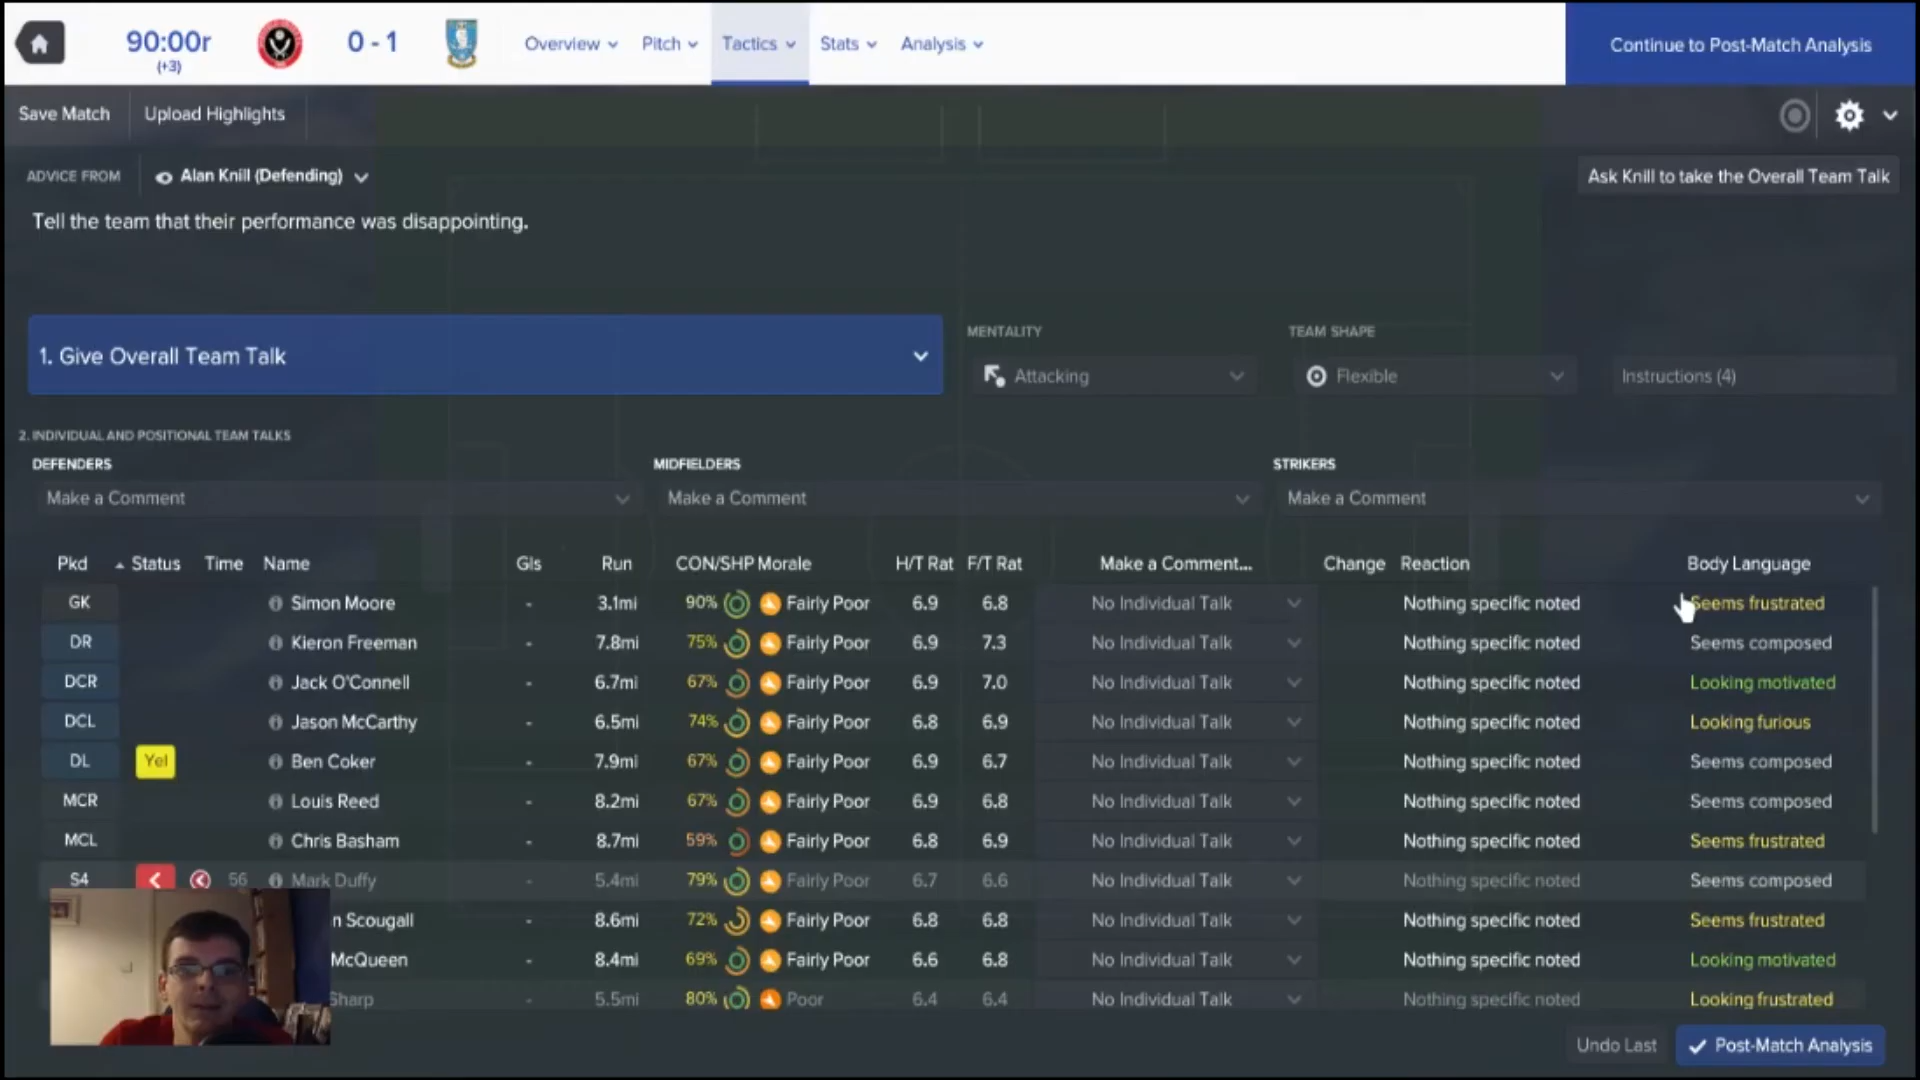 90:00r
(+3)
0 - 1
Overview
Pitch
Tactics
Stats
Analysis
Continue to Post-Match Analysis
Save Match
Upload Highlights
ADVICE FROM
Alan Knill (Defending)
Ask Knill to take the Overall Team Talk
Tell the team that their performance was disappointing.
1. Give Overall Team Talk
MENTALITY
Attacking
TEAM SHAPE
Flexible
Instructions (4)
2. INDIVIDUAL AND POSITIONAL TEAM TALKS
DEFENDERS
MIDFIELDERS
STRIKERS
Make a Comment
Make a Comment
Make a Comment
Pkd Status Time Name Gls Run CON/SHP Morale H/T Rat F/T Rat Make a Comment... Change Reaction Body Language
GK Simon Moore - 3.1mi 90% Fairly Poor 6.9 6.8 No Individual Talk Nothing specific noted Seems frustrated
DR Kieron Freeman - 7.8mi 75% Fairly Poor 6.9 7.3 No Individual Talk Nothing specific noted Seems composed
DCR Jack O'Connell - 6.7mi 67% Fairly Poor 6.9 7.0 No Individual Talk Nothing specific noted Looking motivated
DCL Jason McCarthy - 6.5mi 74% Fairly Poor 6.8 6.9 No Individual Talk Nothing specific noted Looking furious
DL Yel Ben Coker - 7.9mi 67% Fairly Poor 6.9 6.7 No Individual Talk Nothing specific noted Seems composed
MCR Louis Reed - 8.2mi 67% Fairly Poor 6.9 6.8 No Individual Talk Nothing specific noted Seems composed
MCL Chris Basham - 8.7mi 59% Fairly Poor 6.8 6.9 No Individual Talk Nothing specific noted Seems frustrated
S4 56 Mark Duffy - 5.4mi 79% Fairly Poor 6.7 6.6 No Individual Talk Nothing specific noted Seems composed
n Scougall - 8.6mi 72% Fairly Poor 6.8 6.8 No Individual Talk Nothing specific noted Seems frustrated
McQueen - 8.4mi 69% Fairly Poor 6.6 6.8 No Individual Talk Nothing specific noted Looking motivated
Sharp - 5.5mi 80% Poor 6.4 6.4 No Individual Talk Nothing specific noted Looking frustrated
Undo Last
Post-Match Analysis